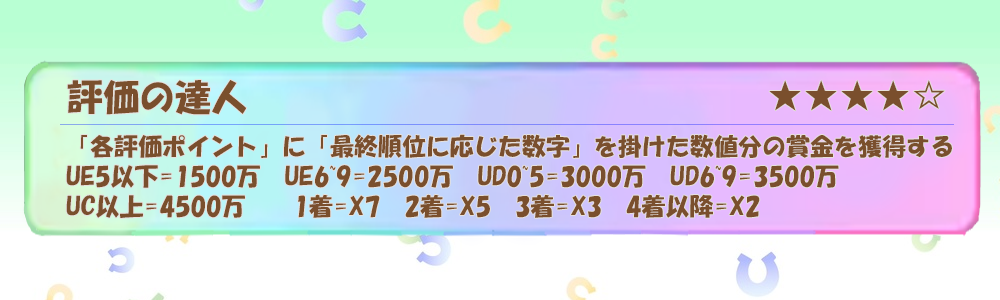 評価の達人 ★★★★☆
「各評価ポイント」に「最終順位に応じた数字」を掛けた数値分の賞金を獲得する
UE5以下=1500万 UE6~9=2500万 UD0~5=3000万 UD6~9=3500万
UC以上=4500万 1着=X7 2着=X5 3着=X3 4着以降=X2